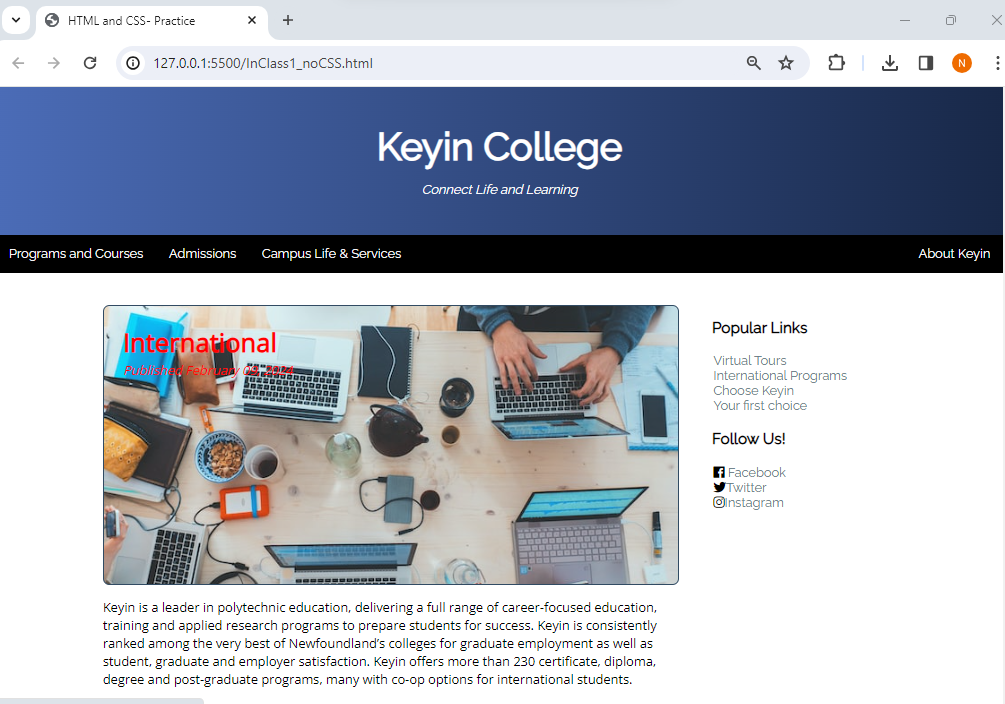 HTML and CSS- Practice
127.0.0.1:5500/InClass1_noCSS.html
N
Keyin College
Connect Life and Learning
Programs and Courses Admissions Campus Life & Services About Keyin
International
Published February 09, 2024
Keyin is a leader in polytechnic education, delivering a full range of career-focused education,
training and applied research programs to prepare students for success. Keyin is consistently
ranked among the very best of Newfoundland’s colleges for graduate employment as well as
student, graduate and employer satisfaction. Keyin offers more than 230 certificate, diploma,
degree and post-graduate programs, many with co-op options for international students.
Popular Links
Virtual Tours
International Programs
Choose Keyin
Your first choice
Follow Us!
Facebook
Twitter
Instagram